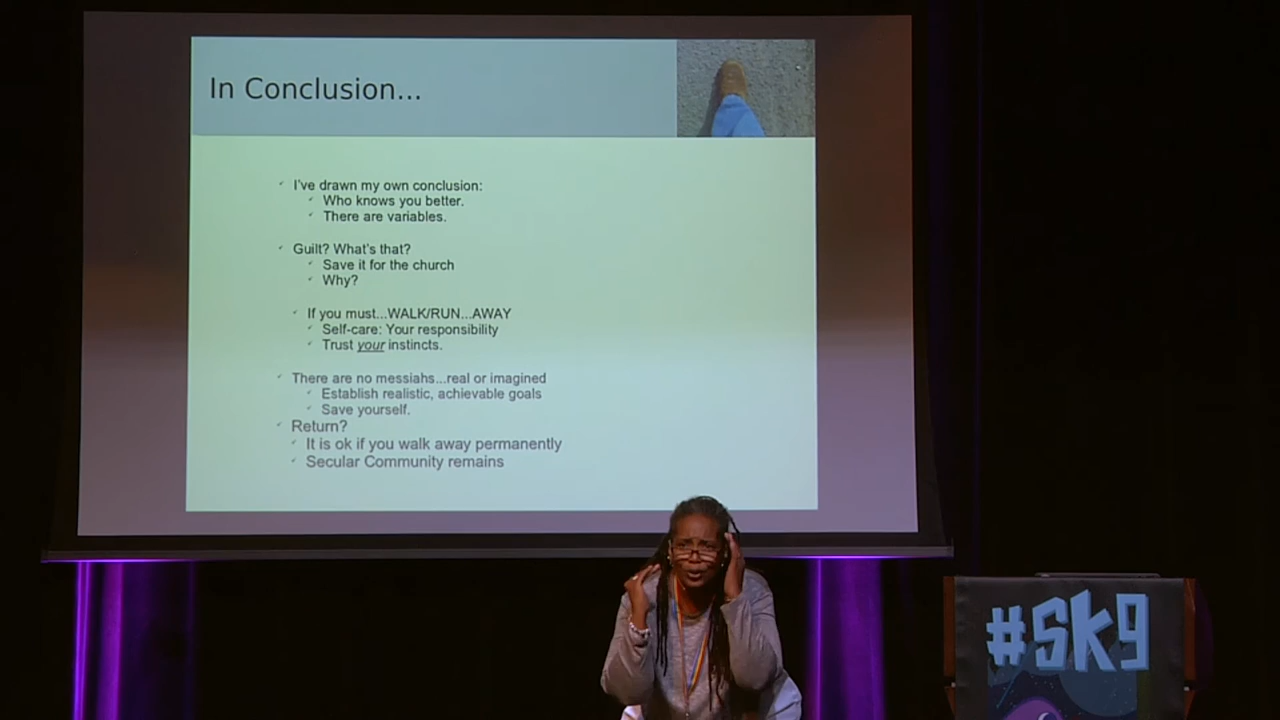 In Conclusion...
I've drawn my own conclusion:
Who knows you better.
There are variables.
Guilt? What's that?
Save it for the church
Why?
If you must...WALK/RUN...AWAY
Self-care: Your responsibility
Trust your instincts.
There are no messiahs...real or imagined
Establish realistic, achievable goals
Save yourself.
Return?
It is ok if you walk away permanently
Secular Community remains
#SK9